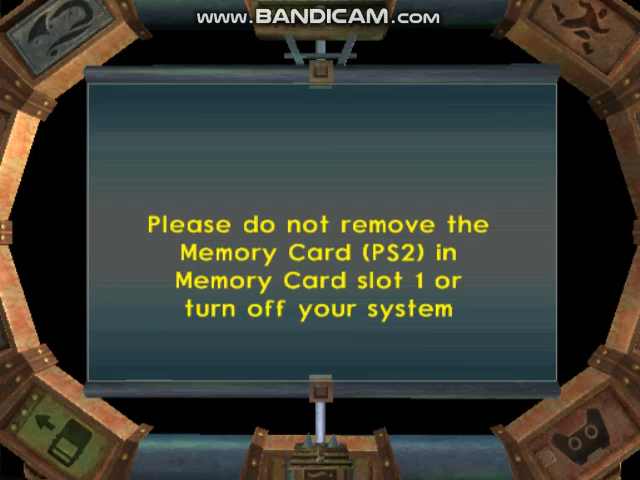 www.BANDICAM.com
Please do not remove the
Memory Card (PS2) in
Memory Card slot 1 or
turn off your system